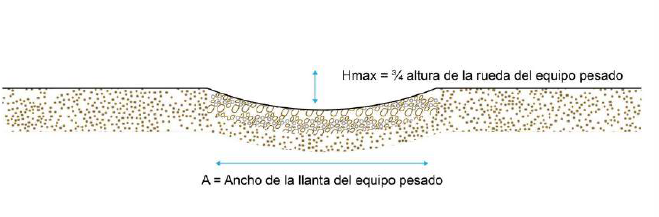 Hmax = ¾ altura de la rueda del equipo pesado
A = Ancho de la llanta del equipo pesado